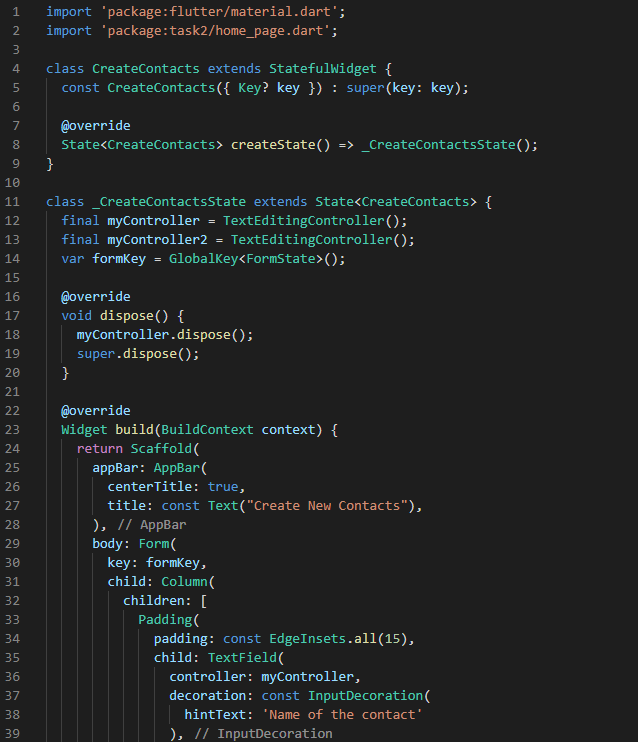 1 import 'package:flutter/material.dart';
2 import 'package:task2/home_page.dart';
3
4 class CreateContacts extends StatefulWidget {
5   const CreateContacts({ Key? key }) : super(key: key);
6
7   @override
8   State<CreateContacts> createState() => _CreateContactsState();
9 }
10
11 class _CreateContactsState extends State<CreateContacts> {
12   final myController = TextEditingController();
13   final myController2 = TextEditingController();
14   var formKey = GlobalKey<FormState>();
15
16   @override
17   void dispose() {
18     myController.dispose();
19     super.dispose();
20   }
21
22   @override
23   Widget build(BuildContext context) {
24     return Scaffold(
25       appBar: AppBar(
26         centerTitle: true,
27         title: const Text("Create New Contacts"),
28       ), // AppBar
29       body: Form(
30         key: formKey,
31         child: Column(
32           children: [
33             Padding(
34               padding: const EdgeInsets.all(15),
35               child: TextField(
36                 controller: myController,
37                 decoration: const InputDecoration(
38                   hintText: 'Name of the contact'
39                 ), // InputDecoration